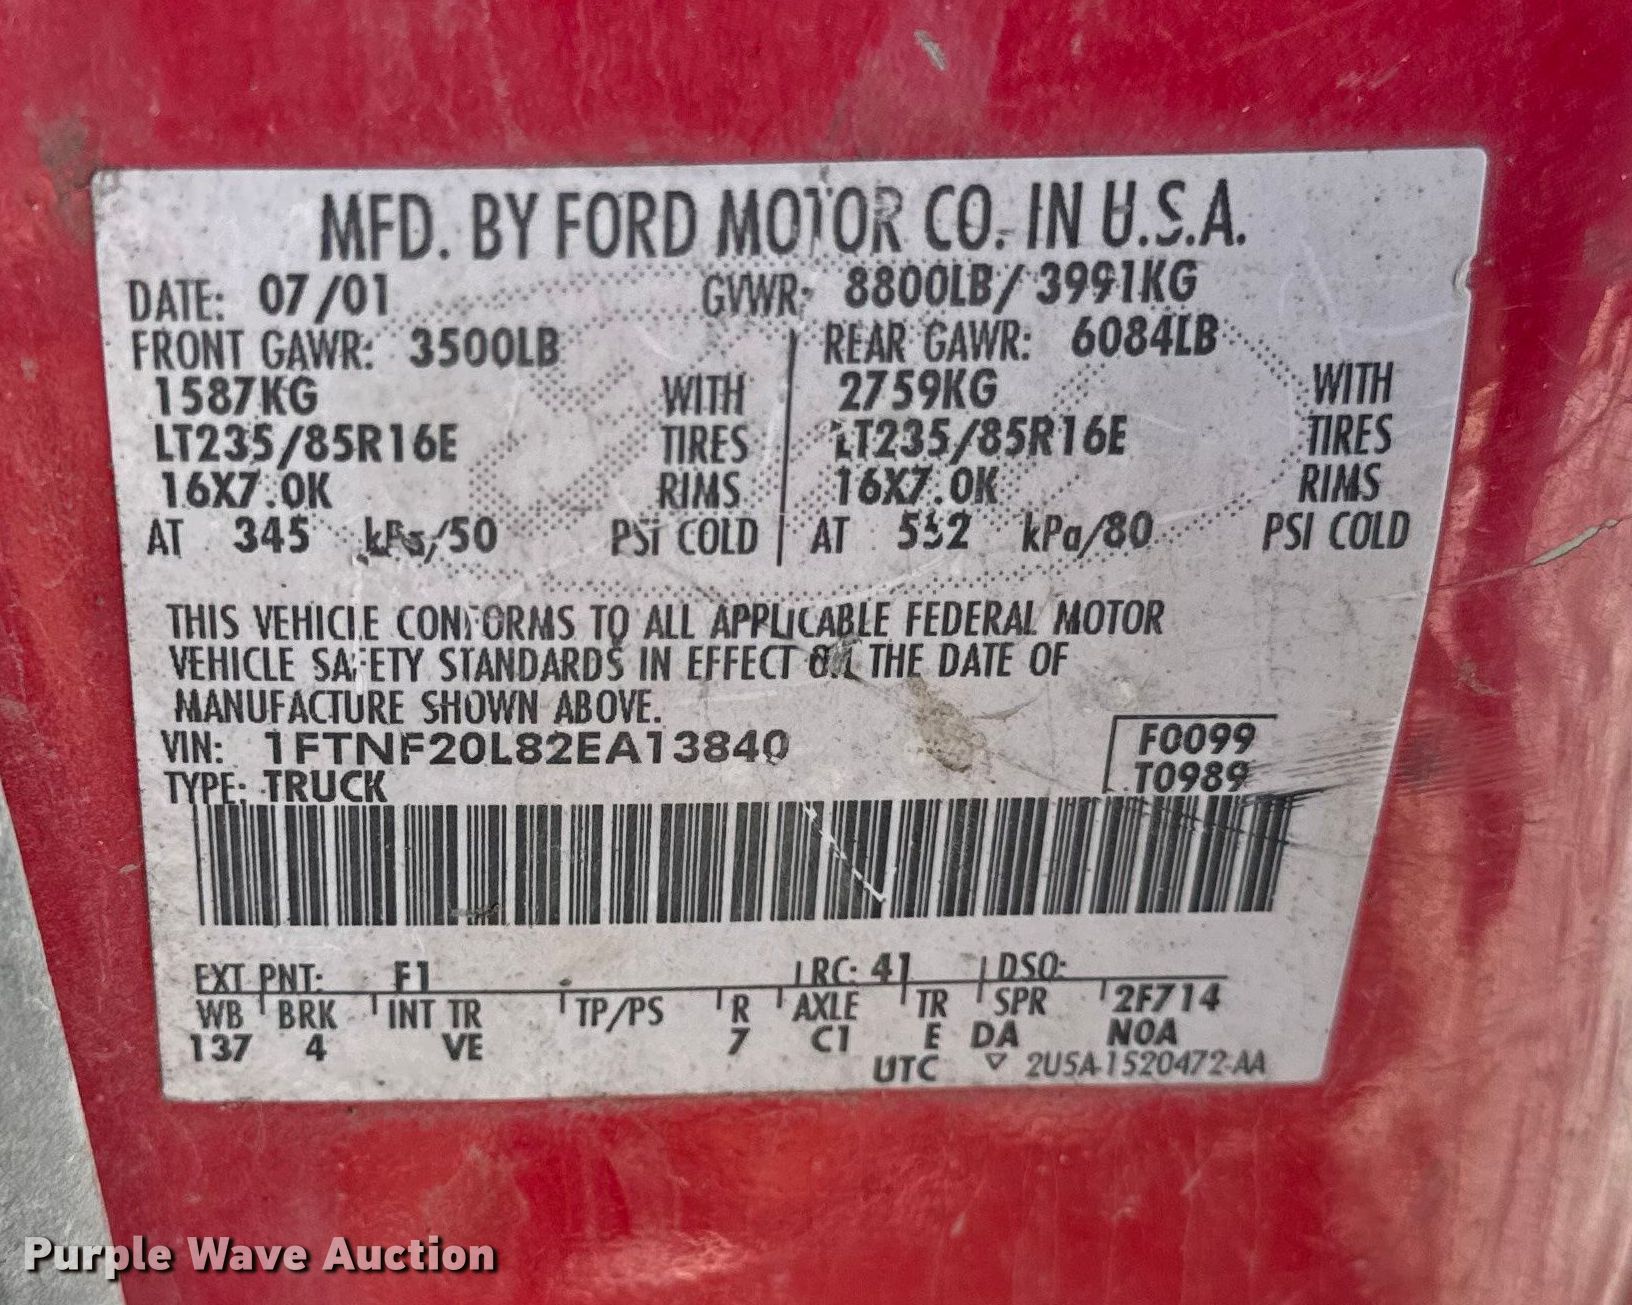 MFD. BY FORD MOTOR CO. IN U.S.A.
DATE: 07/01 GVWR: 8800LB/ 3991KG
FRONT GAWR: 3500LB REAR GAWR: 6084LB
1587KG WITH 2759KG WITH
LT235/85R16E TIRES LT235/85R16E TIRES
16X7.0K RIMS 16X7.0K RIMS
AT 345 kPa/50 PSI COLD AT 552 kPa/80 PSI COLD
THIS VEHICLE CONFORMS TO ALL APPLICABLE FEDERAL MOTOR
VEHICLE SAFETY STANDARDS IN EFFECT ON THE DATE OF
MANUFACTURE SHOWN ABOVE.
VIN: 1FTNF20L82EA13840 F0099
TYPE: TRUCK T0989
EXT PNT: F1 RC: 41 DSO:
WB BRK INT TR TP/PS R AXLE TR SPR 2F714
137 4 VE 7 C1 E DA NOA
UTC ▽ 2U5A-1520472-AA
Purple Wave Auction